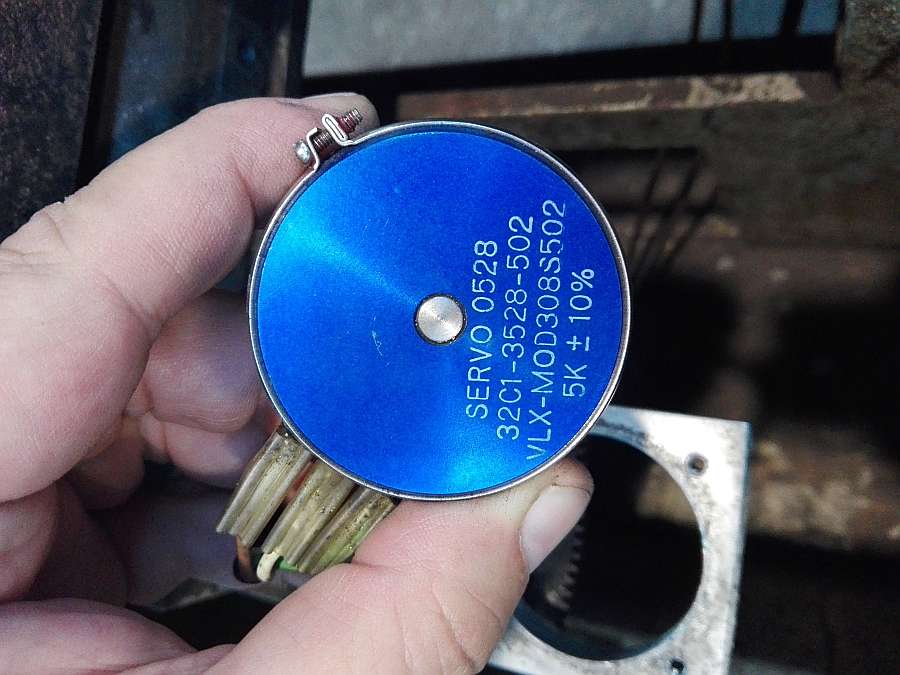 SERVO 0528
32C1-3528-502
VLX-MOD308S502
5K ± 10%